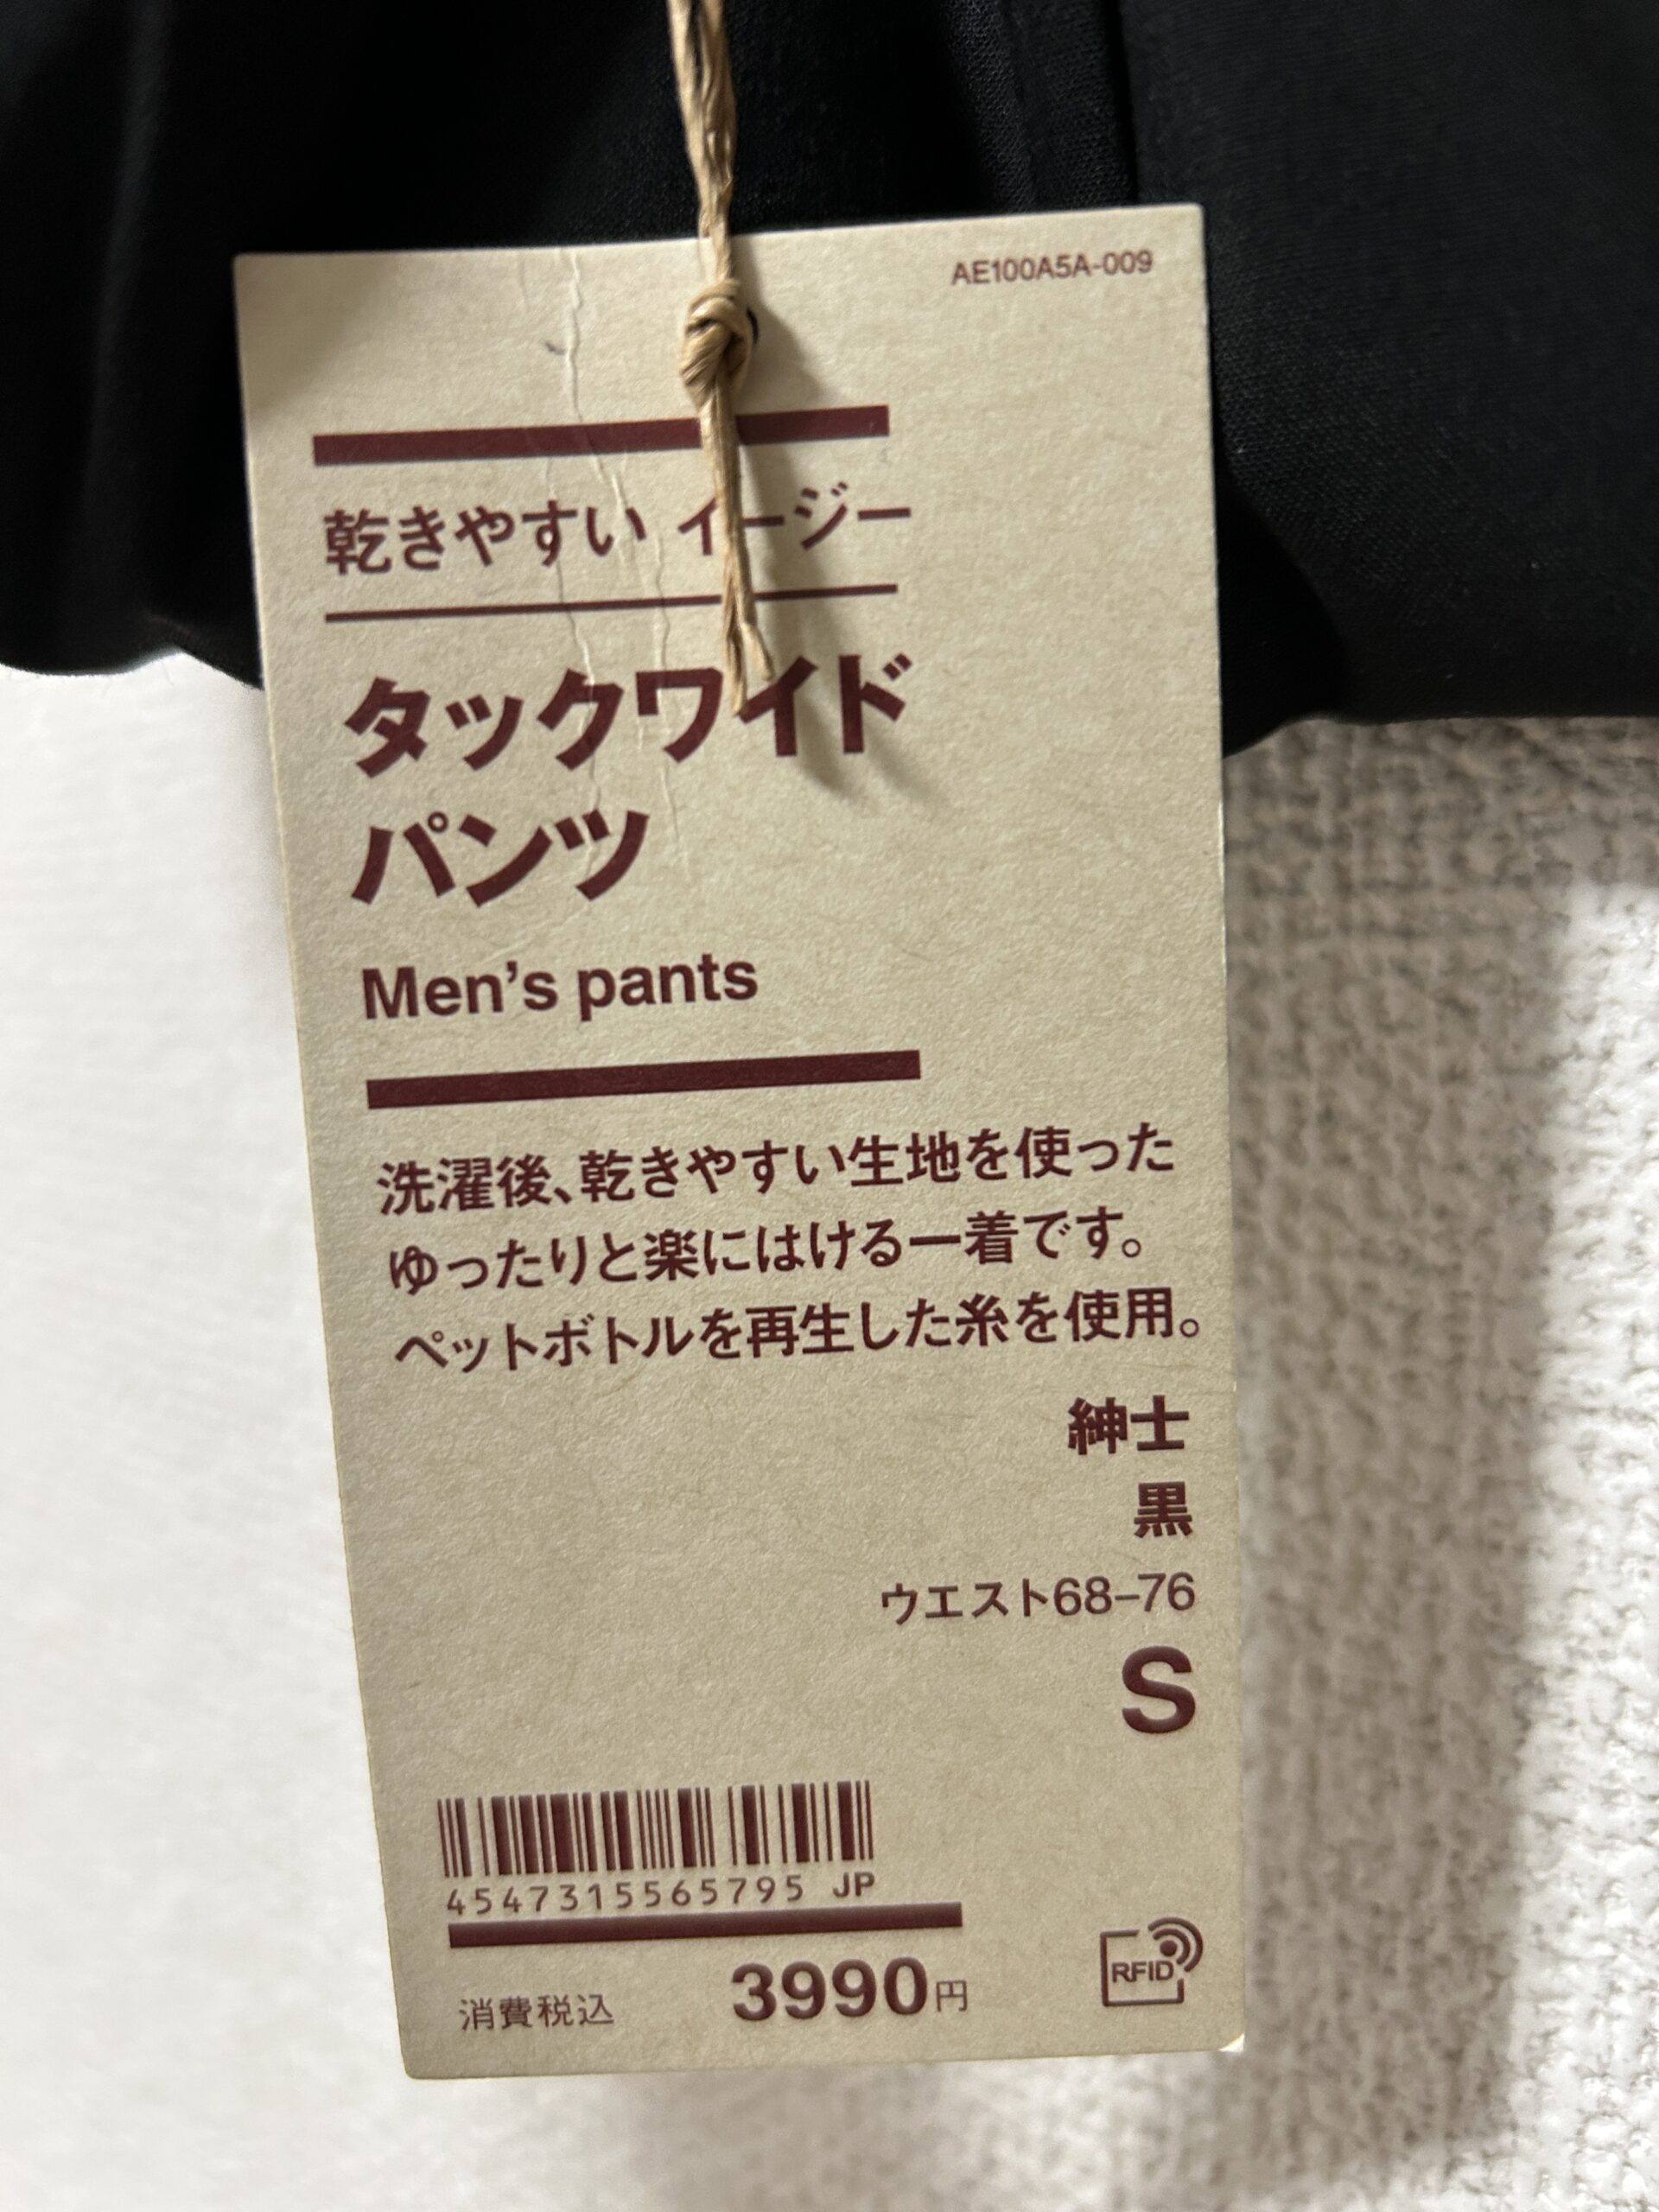 AE100A5A-009
乾きやすい イージー
タックワイド
パンツ
Men's pants
洗濯後、乾きやすい生地を使った
ゆったりと楽にはける一着です。
ペットボトルを再生した糸を使用。
紳士
黒
ウエスト68–76
S
4547315565795 JP
消費税込 3990円
RFID